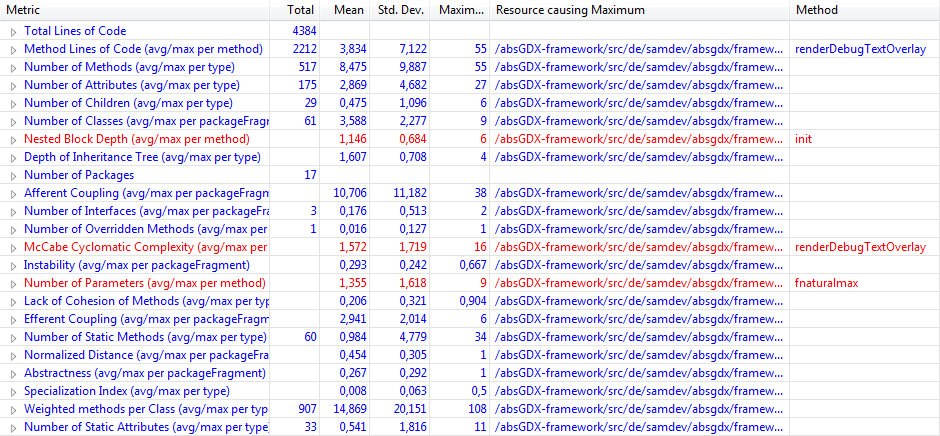 Metric Total Mean Std. Dev. Maxim... Resource causing Maximum Method
Total Lines of Code 4384
Method Lines of Code (avg/max per method) 2212 3,834 7,122 55 /absGDX-framework/src/de/samdev/absgdx/framew... renderDebugTextOverlay
Number of Methods (avg/max per type) 517 8,475 9,887 55 /absGDX-framework/src/de/samdev/absgdx/framew...
Number of Attributes (avg/max per type) 175 2,869 4,682 27 /absGDX-framework/src/de/samdev/absgdx/framew...
Number of Children (avg/max per type) 29 0,475 1,096 6 /absGDX-framework/src/de/samdev/absgdx/framew...
Number of Classes (avg/max per packageFragr 61 3,588 2,277 9 /absGDX-framework/src/de/samdev/absgdx/framew...
Nested Block Depth (avg/max per method) 1,146 0,684 6 /absGDX-framework/src/de/samdev/absgdx/framew... init
Depth of Inheritance Tree (avg/max per type) 1,607 0,708 4 /absGDX-framework/src/de/samdev/absgdx/framew...
Number of Packages 17
Afferent Coupling (avg/max per packageFragm 10,706 11,182 38 /absGDX-framework/src/de/samdev/absgdx/framew...
Number of Interfaces (avg/max per packageFra 3 0,176 0,513 2 /absGDX-framework/src/de/samdev/absgdx/framew...
Number of Overridden Methods (avg/max per 1 0,016 0,127 1 /absGDX-framework/src/de/samdev/absgdx/framew...
McCabe Cyclomatic Complexity (avg/max per 1,572 1,719 16 /absGDX-framework/src/de/samdev/absgdx/framew... renderDebugTextOverlay
Instability (avg/max per packageFragment) 0,293 0,242 0,667 /absGDX-framework/src/de/samdev/absgdx/framew...
Number of Parameters (avg/max per method) 1,355 1,618 9 /absGDX-framework/src/de/samdev/absgdx/framew... fnaturalmax
Lack of Cohesion of Methods (avg/max per typ 0,206 0,321 0,904 /absGDX-framework/src/de/samdev/absgdx/framew...
Efferent Coupling (avg/max per packageFragm 2,941 2,014 6 /absGDX-framework/src/de/samdev/absgdx/framew...
Number of Static Methods (avg/max per type) 60 0,984 4,779 34 /absGDX-framework/src/de/samdev/absgdx/framew...
Normalized Distance (avg/max per packageFra 0,454 0,305 1 /absGDX-framework/src/de/samdev/absgdx/framew...
Abstractness (avg/max per packageFragment) 0,267 0,292 1 /absGDX-framework/src/de/samdev/absgdx/framew...
Specialization Index (avg/max per type) 0,008 0,063 0,5 /absGDX-framework/src/de/samdev/absgdx/framew...
Weighted methods per Class (avg/max per typ 907 14,869 20,151 108 /absGDX-framework/src/de/samdev/absgdx/framew...
Number of Static Attributes (avg/max per type) 33 0,541 1,816 11 /absGDX-framework/src/de/samdev/absgdx/framew...